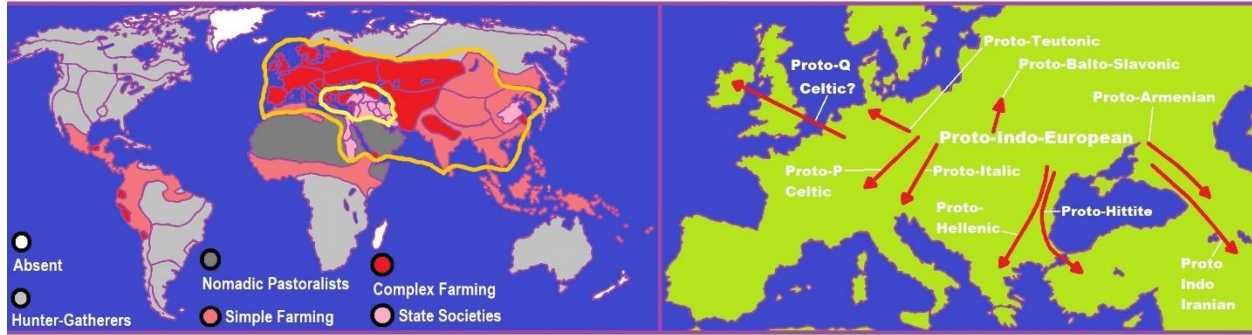 Absent
Hunter-Gatherers
Nomadic Pastoralists
Simple Farming
Complex Farming
State Societies
Proto-Teutonic
Proto-Q
Celtic?
Proto-Balto-Slavonic
Proto-Armenian
Proto-Indo-European
Proto-P
Celtic
Proto-Italic
Proto-
Hellenic
Proto-Hittite
Proto
Indo
Iranian